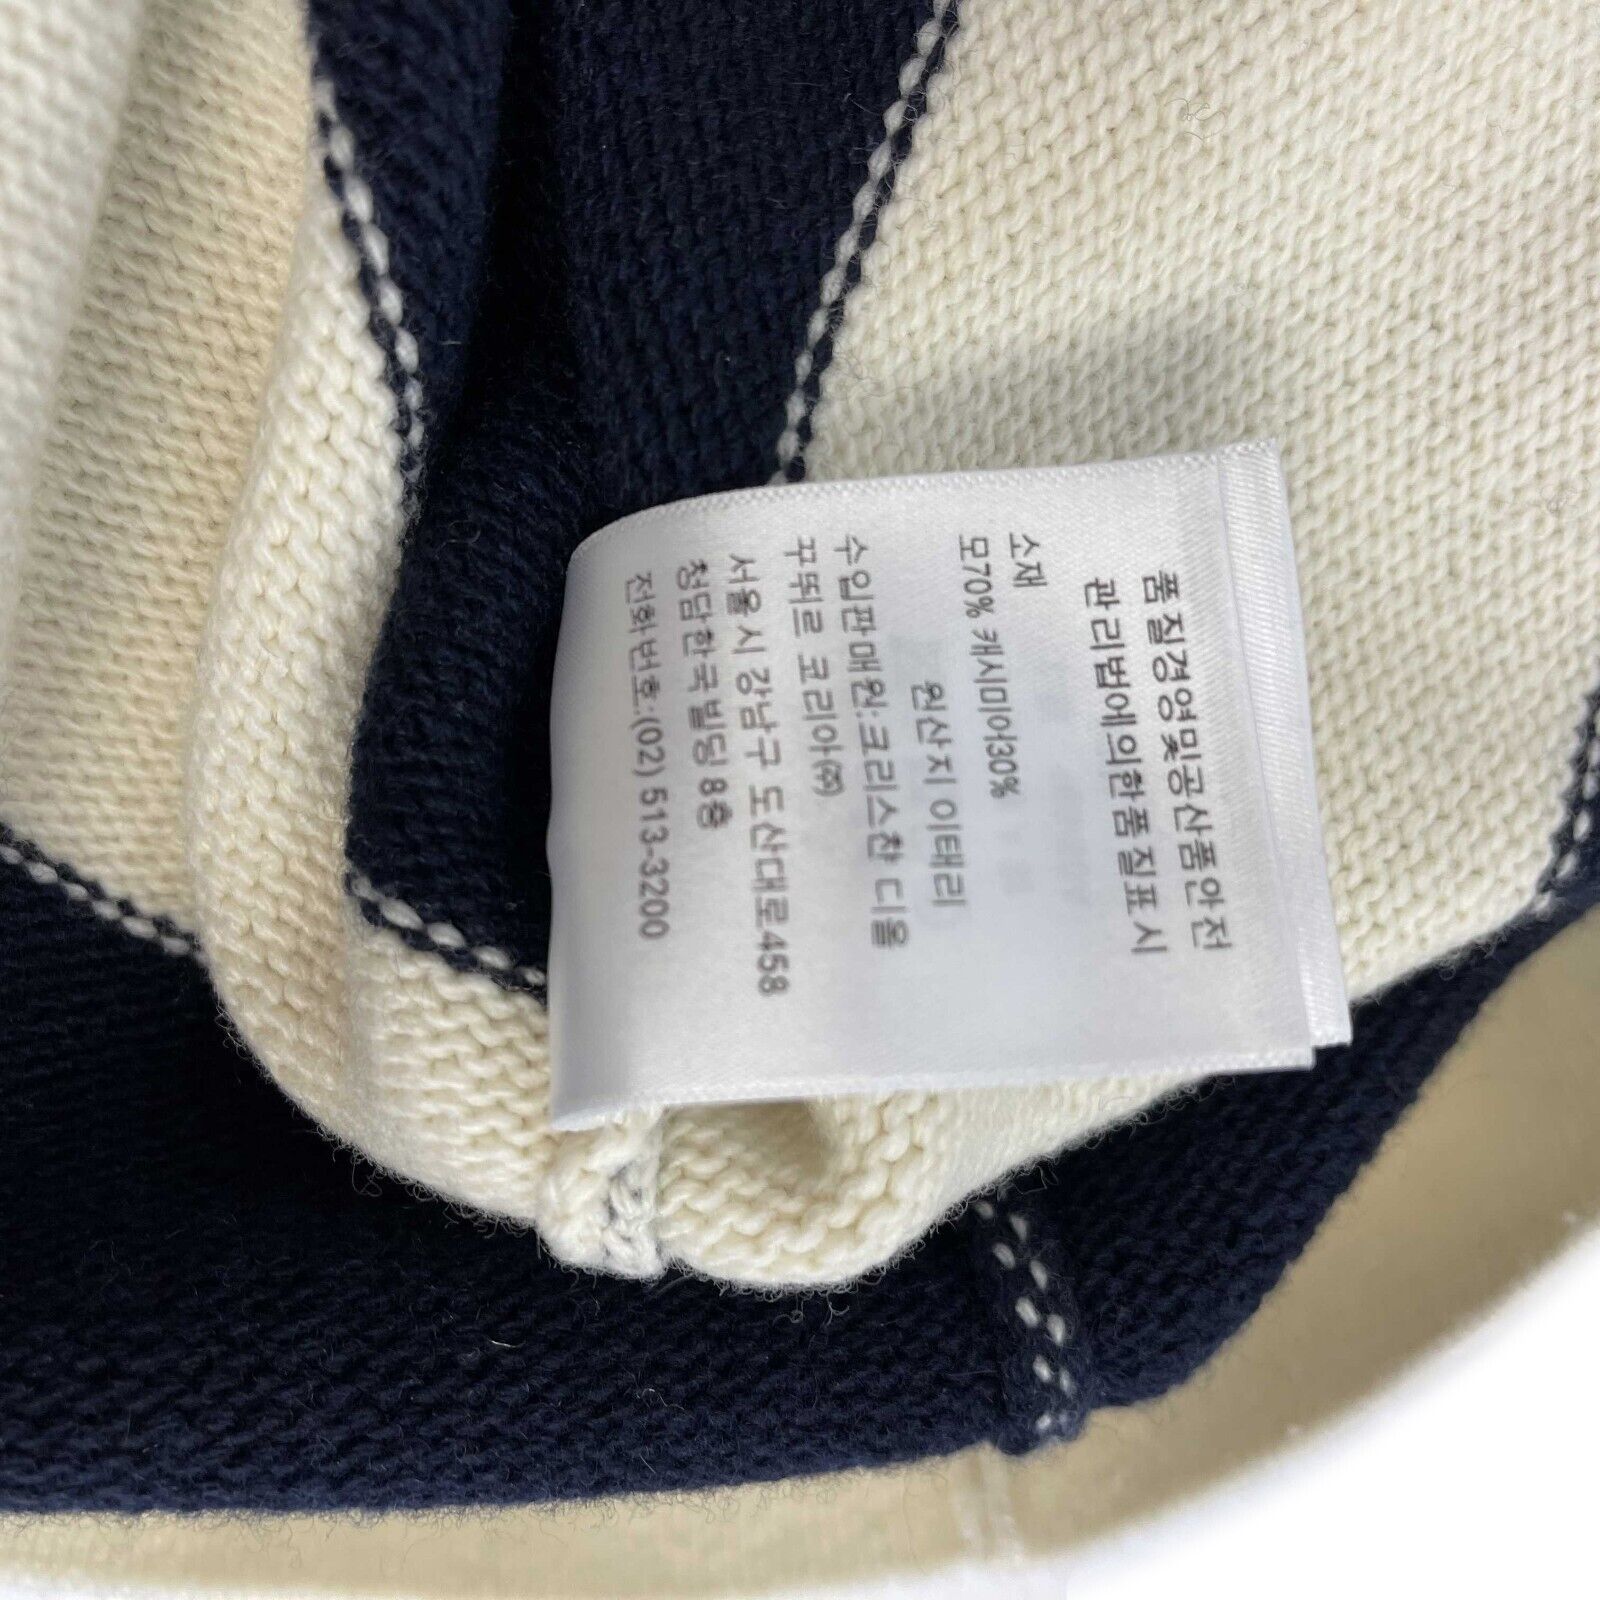 품질경영및공산품안전
관리법에의한품질표시
소재
모70% 캐시미어30%
원산지 이태리
수입판매원:크리스챤 디올
꾸뛰르 코리아(주)
서울시 강남구 도산대로458
청담한국빌딩 8층
전화번호:(02) 513-3200